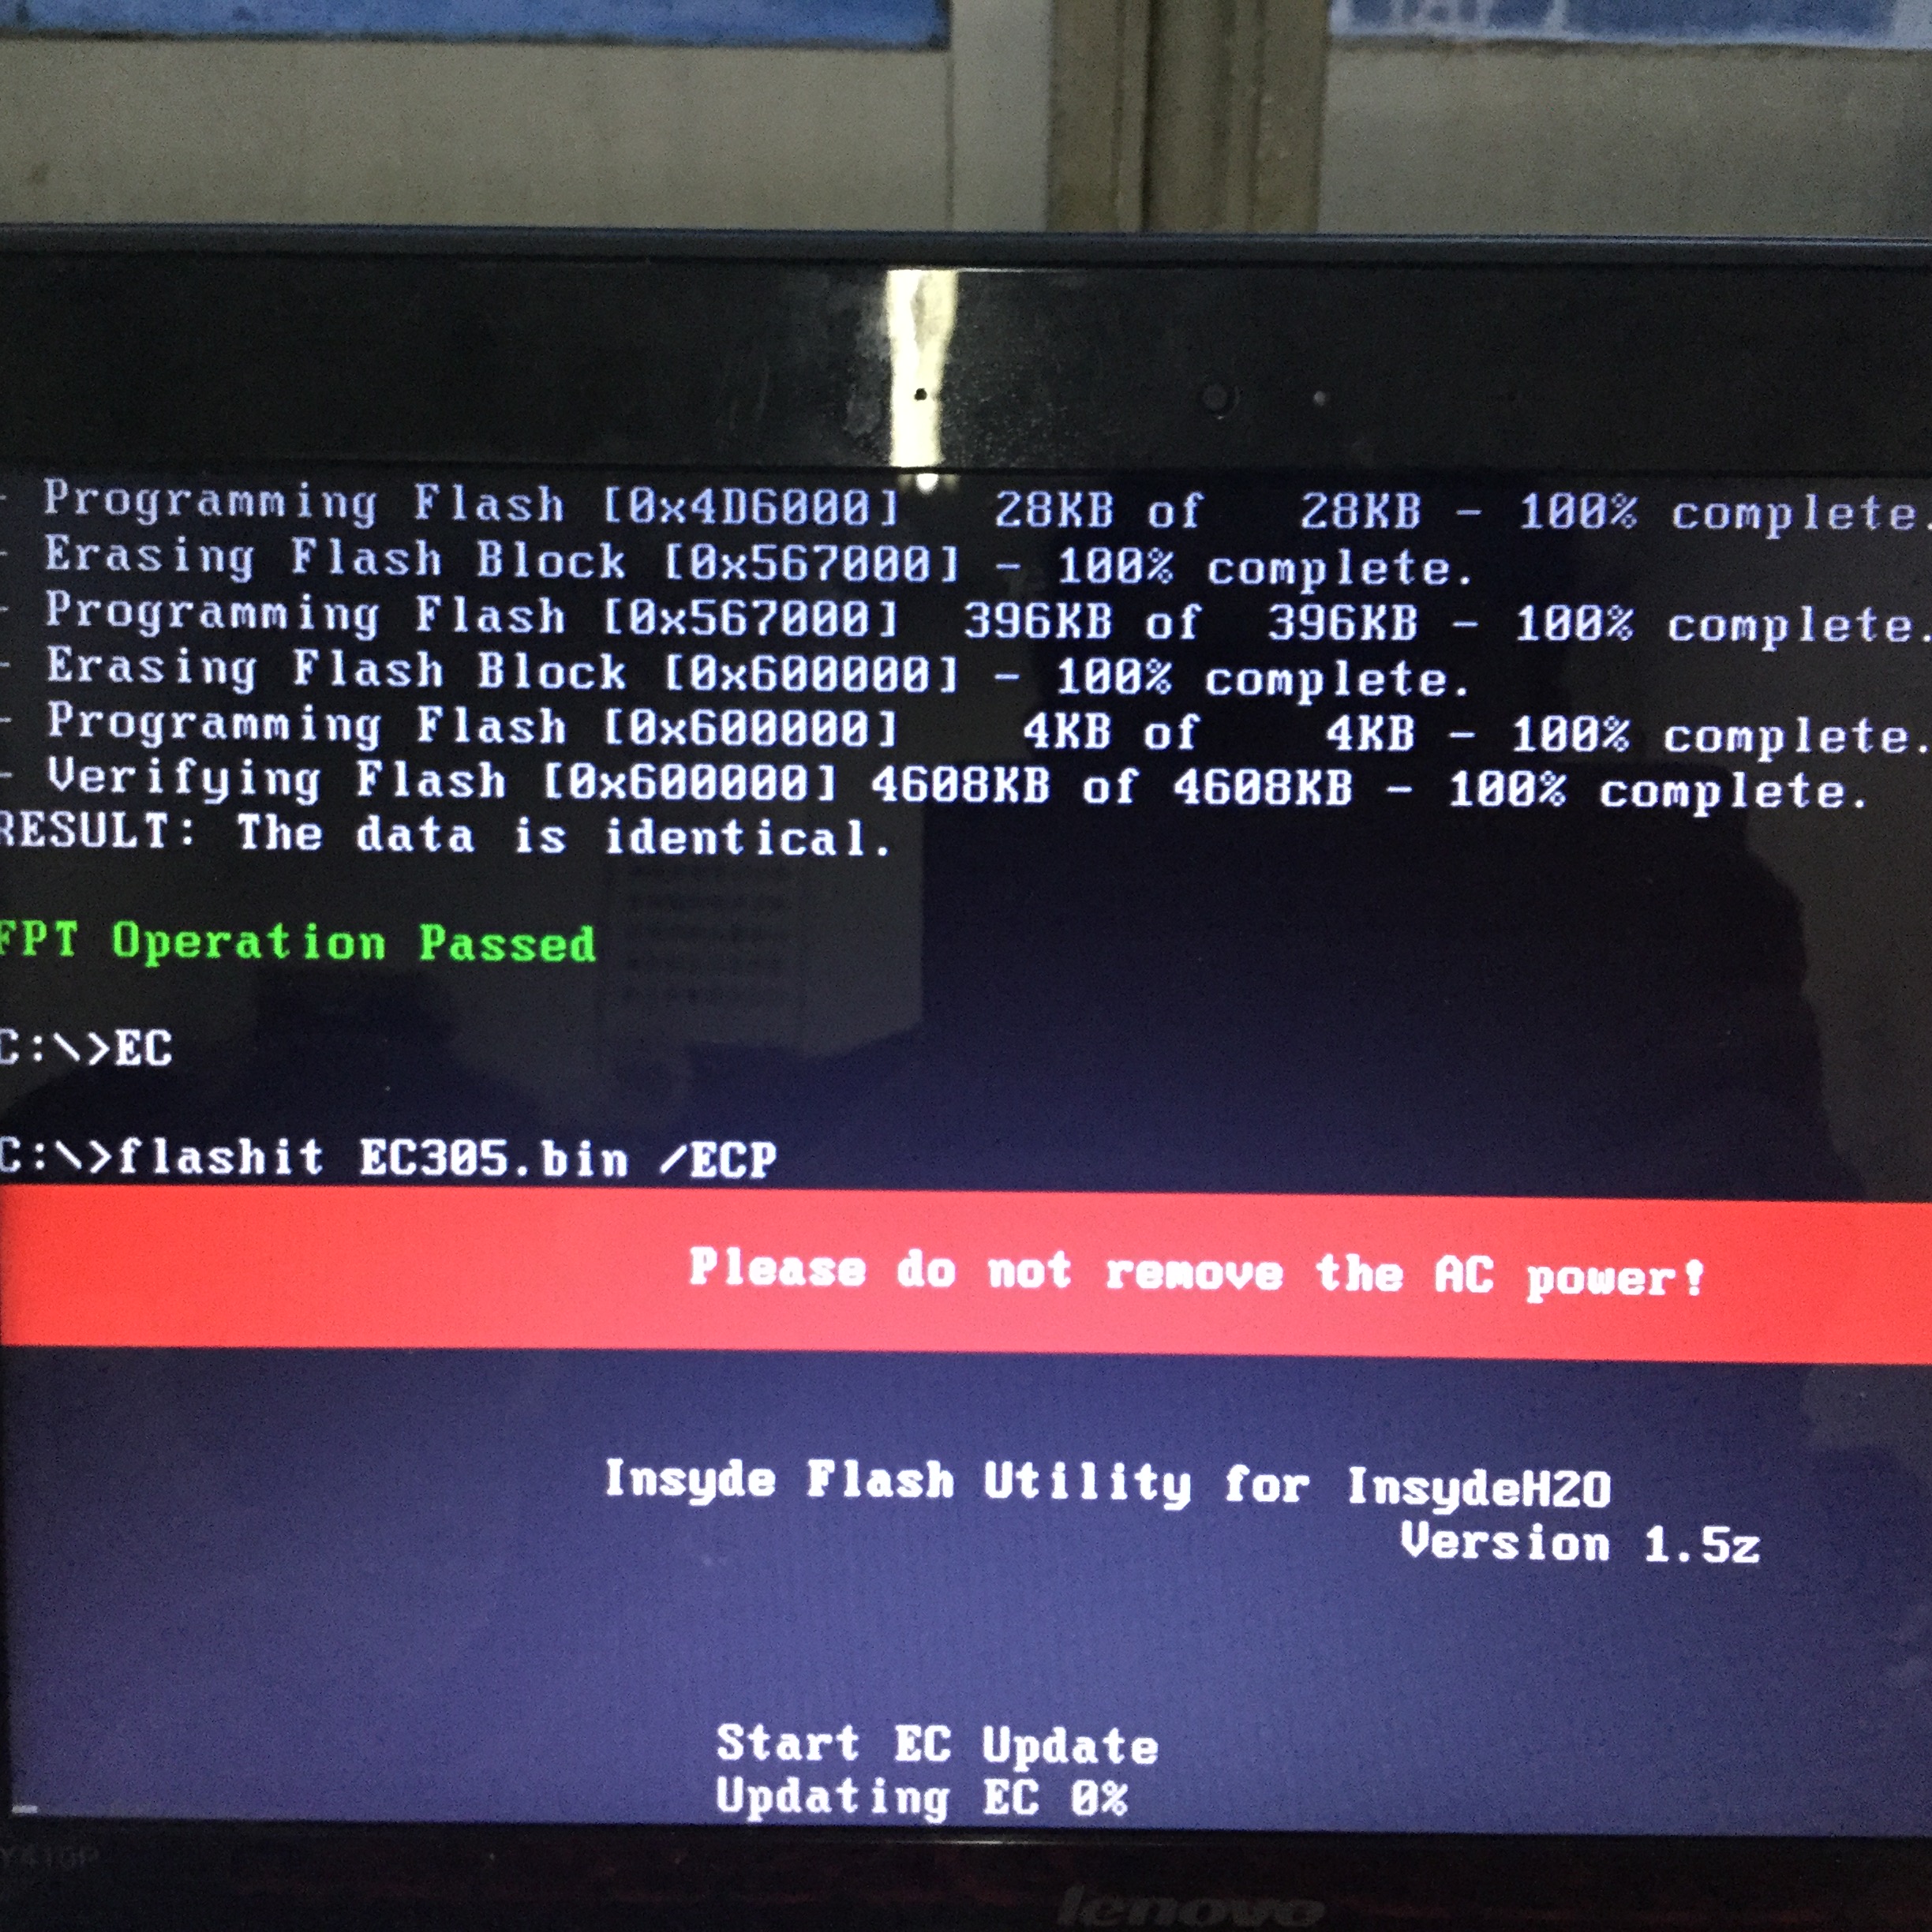 - Programming Flash [0x4D6000]   28KB of   28KB - 100% complete
- Erasing Flash Block [0x567000] - 100% complete.
- Programming Flash [0x567000]  396KB of  396KB - 100% complete.
- Erasing Flash Block [0x600000] - 100% complete.
- Programming Flash [0x600000]    4KB of    4KB - 100% complete.
- Verifying Flash [0x600000] 4608KB of 4608KB - 100% complete.
RESULT: The data is identical.
FPT Operation Passed
C:\>EC
C:\>flashit EC305.bin /ECP
Please do not remove the AC power!
Insyde Flash Utility for InsydeH2O
Version 1.5z
Start EC Update
Updating EC 0%
Y410P
lenovo